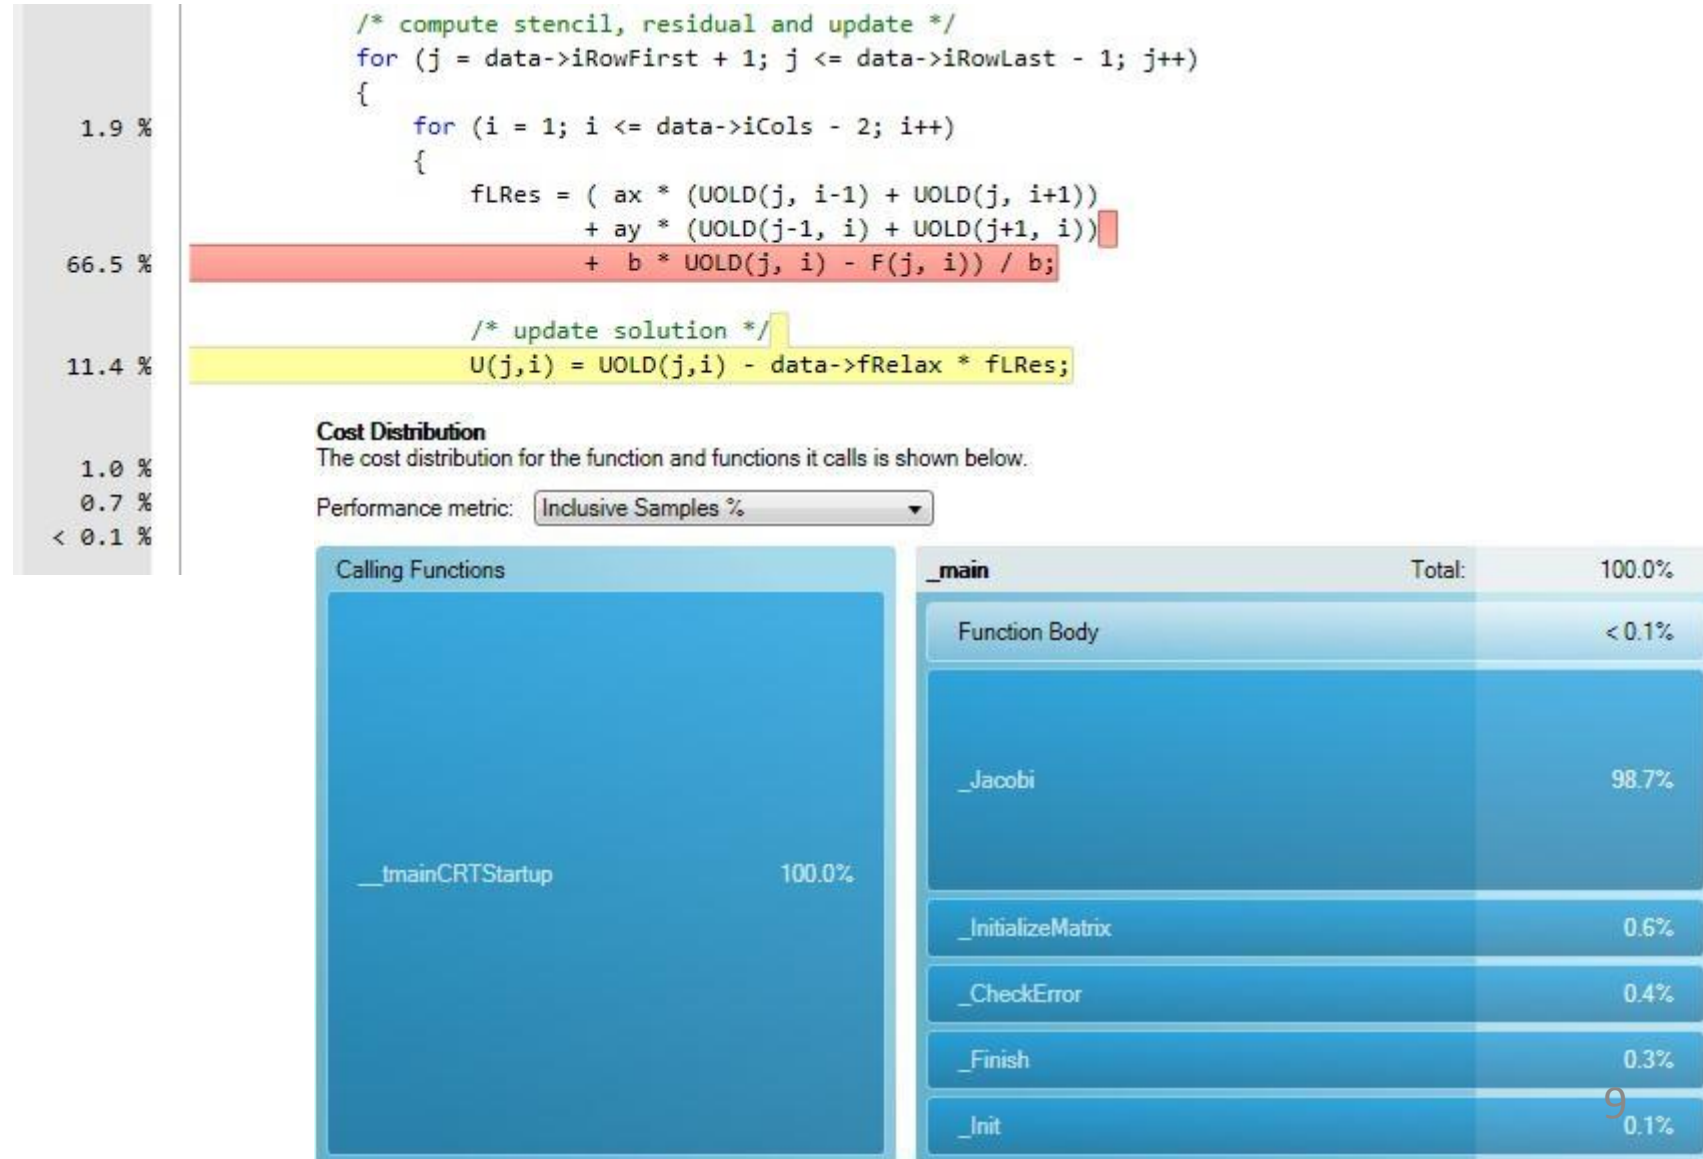 /* compute stencil, residual and update */
for (j = data->iRowFirst + 1; j <= data->iRowLast - 1; j++)
{
1.9 % for (i = 1; i <= data->iCols - 2; i++)
{
fLRes = ( ax * (UOLD(j, i-1) + UOLD(j, i+1))
+ ay * (UOLD(j-1, i) + UOLD(j+1, i))
66.5 % + b * UOLD(j, i) - F(j, i)) / b;
/* update solution */
11.4 % U(j,i) = UOLD(j,i) - data->fRelax * fLRes;
1.0 %
0.7 %
< 0.1 %
Cost Distribution
The cost distribution for the function and functions it calls is shown below.
Performance metric: Inclusive Samples %
Calling Functions
__tmainCRTStartup 100.0%
_main Total: 100.0%
Function Body < 0.1%
_Jacobi 98.7%
_InitializeMatrix 0.6%
_CheckError 0.4%
_Finish 0.3%
_Init 0.1%
9